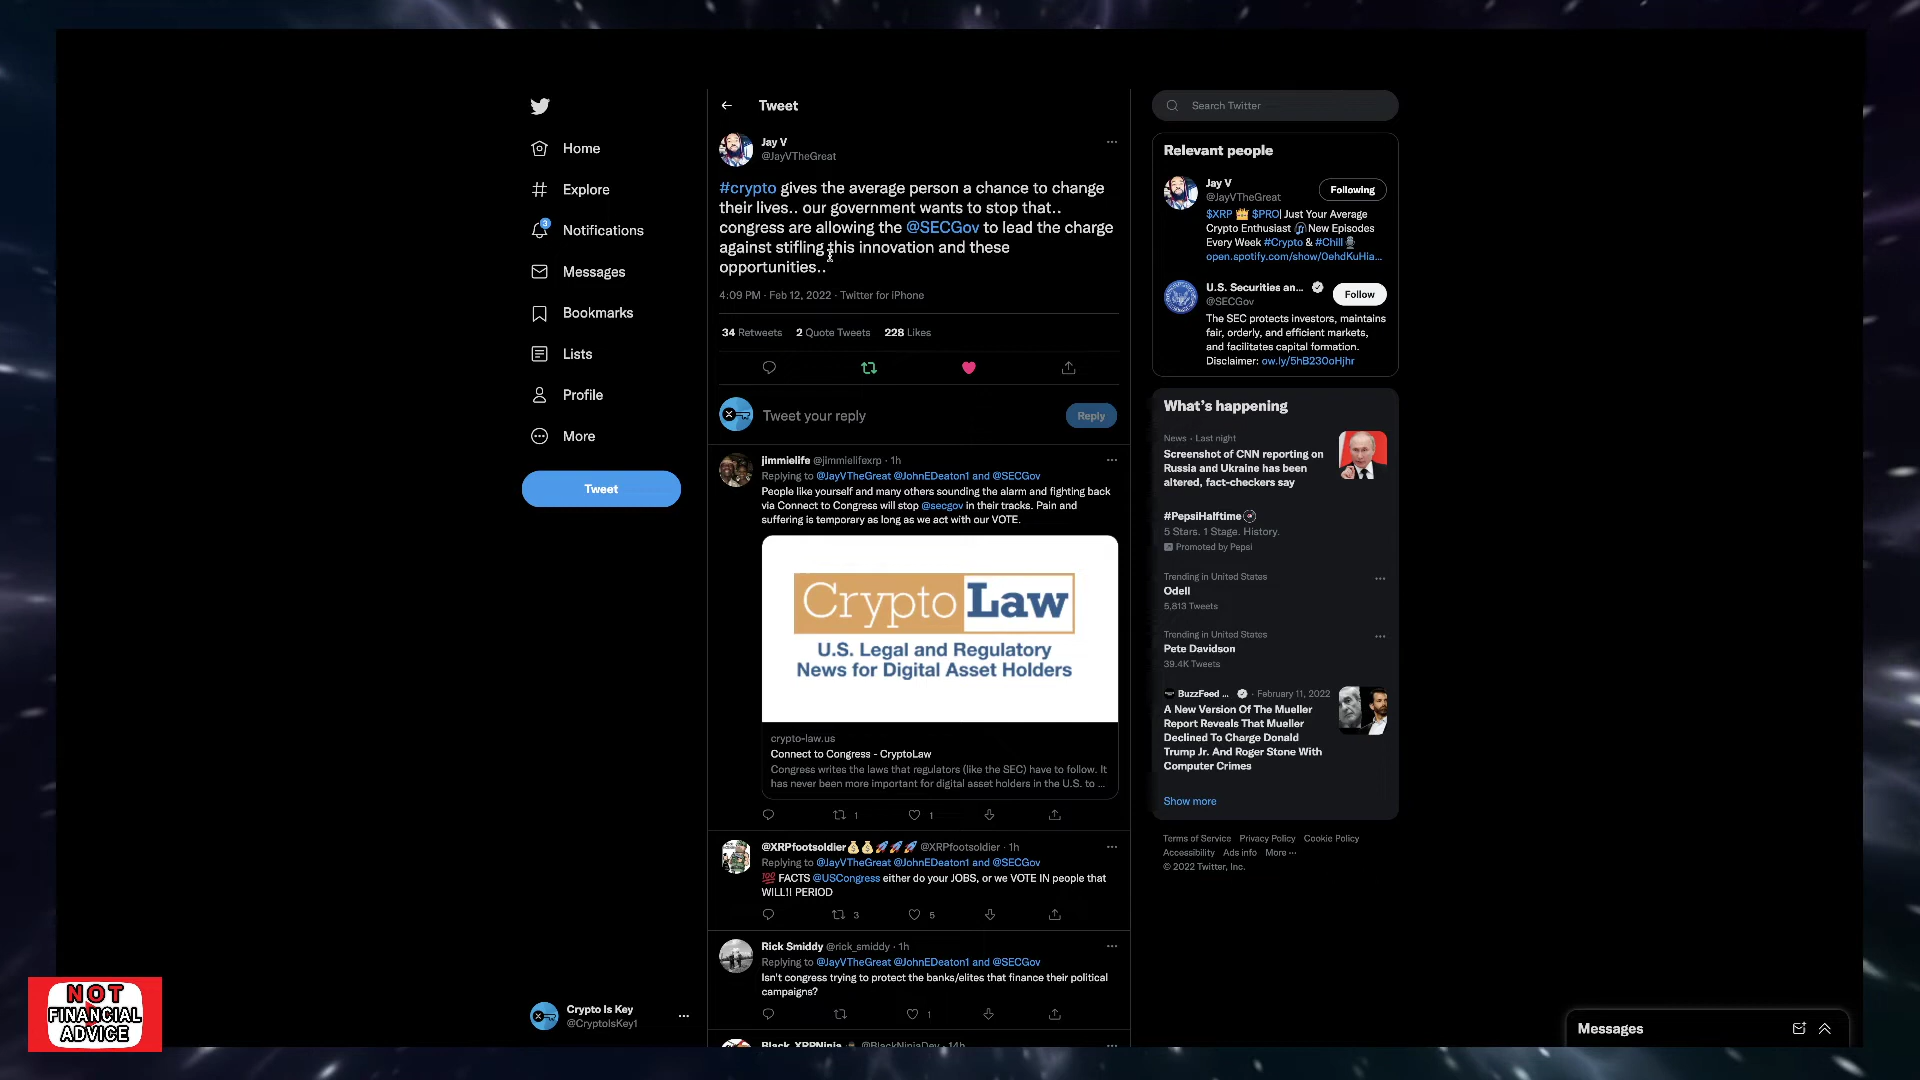 Home
Explore
3
Notifications
Messages
Bookmarks
Lists
Profile
More
Tweet
Crypto Is Key
@CryptoIsKey1
Tweet
Jay V
@JayVTheGreat
#crypto gives the average person a chance to change
their lives.. our government wants to stop that..
congress are allowing the @SECGov to lead the charge
against stifling this innovation and these
opportunities..
4:09 PM · Feb 12, 2022 · Twitter for iPhone
34 Retweets 2 Quote Tweets 228 Likes
Tweet your reply
Reply
jimmielife @jimmielifexrp · 1h
Replying to @JayVTheGreat @JohnEDeaton1 and @SECGov
People like yourself and many others sounding the alarm and fighting back
via Connect to Congress will stop @secgov in their tracks. Pain and
suffering is temporary as long as we act with our VOTE.
Crypto Law
U.S. Legal and Regulatory
News for Digital Asset Holders
crypto-law.us
Connect to Congress - CryptoLaw
Congress writes the laws that regulators (like the SEC) have to follow. It
has never been more important for digital asset holders in the U.S. to ...
1 1
@XRPfootsoldier💰💰🚀🚀🚀 @XRPfootsoldier · 1h
Replying to @JayVTheGreat @JohnEDeaton1 and @SECGov
💯 FACTS @USCongress either do your JOBS, or we VOTE IN people that
WILL!! PERIOD
3 5
Rick Smiddy @rick_smiddy · 1h
Replying to @JayVTheGreat @JohnEDeaton1 and @SECGov
Isn't congress trying to protect the banks/elites that finance their political
campaigns?
1
Black_XRPNinja @BlackNinjaDev · 14h
Search Twitter
Relevant people
Jay V
@JayVTheGreat
Following
$XRP 👑 $PRO| Just Your Average
Crypto Enthusiast 🎧New Episodes
Every Week #Crypto & #Chill🎙
open.spotify.com/show/0ehdKuHia...
U.S. Securities an...
@SECGov
Follow
The SEC protects investors, maintains
fair, orderly, and efficient markets,
and facilitates capital formation.
Disclaimer: ow.ly/5hB230oHjhr
What's happening
News · Last night
Screenshot of CNN reporting on
Russia and Ukraine has been
altered, fact-checkers say
#PepsiHalftime
5 Stars. 1 Stage. History.
Promoted by Pepsi
Trending in United States
Odell
5,813 Tweets
Trending in United States
Pete Davidson
39.4K Tweets
BuzzFeed ... · February 11, 2022
A New Version Of The Mueller
Report Reveals That Mueller
Declined To Charge Donald
Trump Jr. And Roger Stone With
Computer Crimes
Show more
Terms of Service Privacy Policy Cookie Policy
Accessibility Ads info More ···
© 2022 Twitter, Inc.
Messages
NOT
FINANCIAL
ADVICE